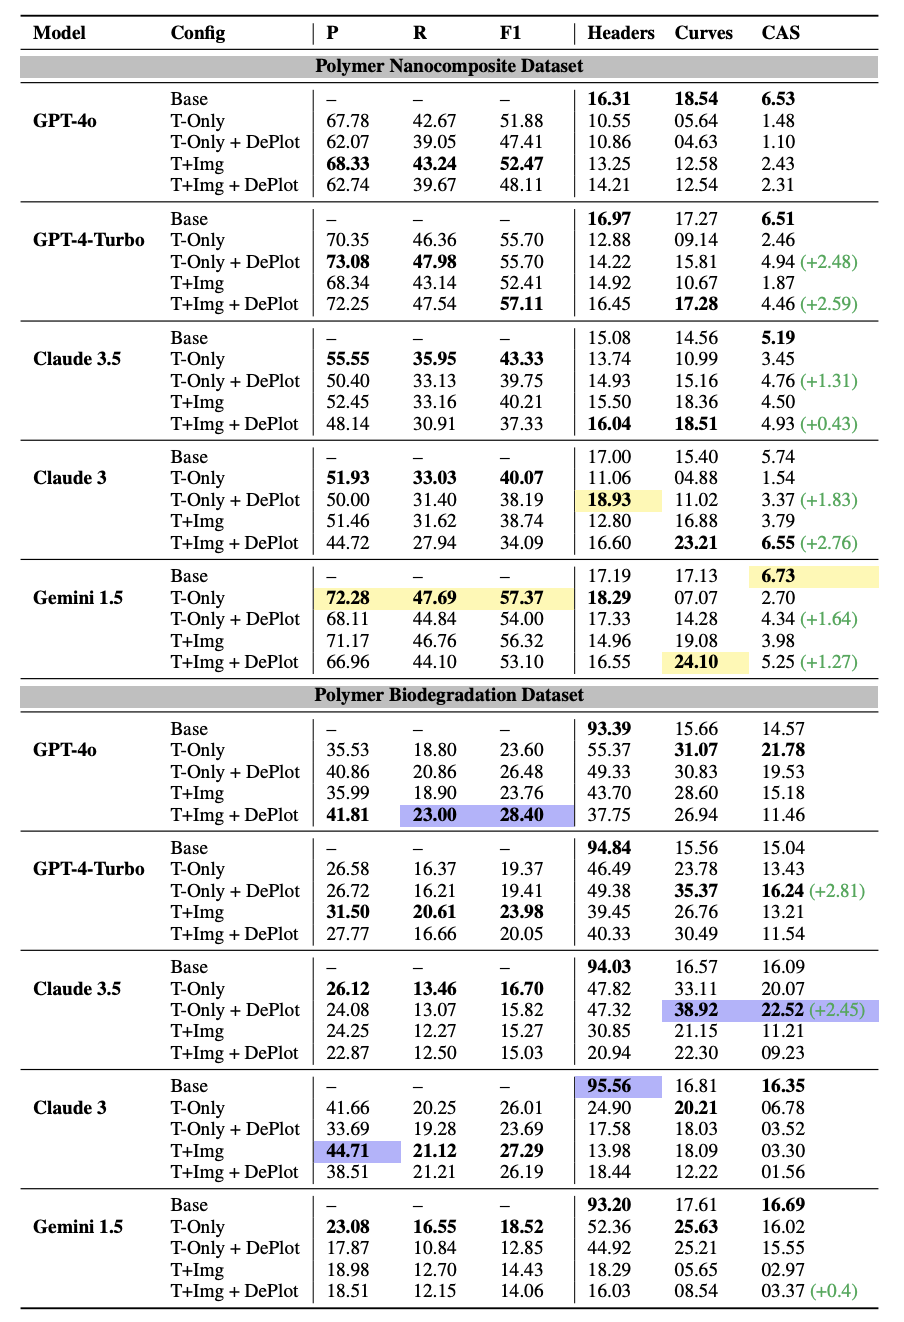 Model Config P R F1 Headers Curves CAS
Polymer Nanocomposite Dataset
Base – – – 16.31 18.54 6.53
GPT-4o T-Only 67.78 42.67 51.88 10.55 05.64 1.48
T-Only + DePlot 62.07 39.05 47.41 10.86 04.63 1.10
T+Img 68.33 43.24 52.47 13.25 12.58 2.43
T+Img + DePlot 62.74 39.67 48.11 14.21 12.54 2.31
Base – – – 16.97 17.27 6.51
GPT-4-Turbo T-Only 70.35 46.36 55.70 12.88 09.14 2.46
T-Only + DePlot 73.08 47.98 55.70 14.22 15.81 4.94 (+2.48)
T+Img 68.34 43.14 52.41 14.92 10.67 1.87
T+Img + DePlot 72.25 47.54 57.11 16.45 17.28 4.46 (+2.59)
Base – – – 15.08 14.56 5.19
Claude 3.5 T-Only 55.55 35.95 43.33 13.74 10.99 3.45
T-Only + DePlot 50.40 33.13 39.75 14.93 15.16 4.76 (+1.31)
T+Img 52.45 33.16 40.21 15.50 18.36 4.50
T+Img + DePlot 48.14 30.91 37.33 16.04 18.51 4.93 (+0.43)
Base – – – 17.00 15.40 5.74
Claude 3 T-Only 51.93 33.03 40.07 11.06 04.88 1.54
T-Only + DePlot 50.00 31.40 38.19 18.93 11.02 3.37 (+1.83)
T+Img 51.46 31.62 38.74 12.80 16.88 3.79
T+Img + DePlot 44.72 27.94 34.09 16.60 23.21 6.55 (+2.76)
Base – – – 17.19 17.13 6.73
Gemini 1.5 T-Only 72.28 47.69 57.37 18.29 07.07 2.70
T-Only + DePlot 68.11 44.84 54.00 17.33 14.28 4.34 (+1.64)
T+Img 71.17 46.76 56.32 14.96 19.08 3.98
T+Img + DePlot 66.96 44.10 53.10 16.55 24.10 5.25 (+1.27)
Polymer Biodegradation Dataset
Base – – – 93.39 15.66 14.57
GPT-4o T-Only 35.53 18.80 23.60 55.37 31.07 21.78
T-Only + DePlot 40.86 20.86 26.48 49.33 30.83 19.53
T+Img 35.99 18.90 23.76 43.70 28.60 15.18
T+Img + DePlot 41.81 23.00 28.40 37.75 26.94 11.46
Base – – – 94.84 15.56 15.04
GPT-4-Turbo T-Only 26.58 16.37 19.37 46.49 23.78 13.43
T-Only + DePlot 26.72 16.21 19.41 49.38 35.37 16.24 (+2.81)
T+Img 31.50 20.61 23.98 39.45 26.76 13.21
T+Img + DePlot 27.77 16.66 20.05 40.33 30.49 11.54
Base – – – 94.03 16.57 16.09
Claude 3.5 T-Only 26.12 13.46 16.70 47.82 33.11 20.07
T-Only + DePlot 24.08 13.07 15.82 47.32 38.92 22.52 (+2.45)
T+Img 24.25 12.27 15.27 30.85 21.15 11.21
T+Img + DePlot 22.87 12.50 15.03 20.94 22.30 09.23
Base – – – 95.56 16.81 16.35
Claude 3 T-Only 41.66 20.25 26.01 24.90 20.21 06.78
T-Only + DePlot 33.69 19.28 23.69 17.58 18.03 03.52
T+Img 44.71 21.12 27.29 13.98 18.09 03.30
T+Img + DePlot 38.51 21.21 26.19 18.44 12.22 01.56
Base – – – 93.20 17.61 16.69
Gemini 1.5 T-Only 23.08 16.55 18.52 52.36 25.63 16.02
T-Only + DePlot 17.87 10.84 12.85 44.92 25.21 15.55
T+Img 18.98 12.70 14.43 18.29 05.65 02.97
T+Img + DePlot 18.51 12.15 14.06 16.03 08.54 03.37 (+0.4)